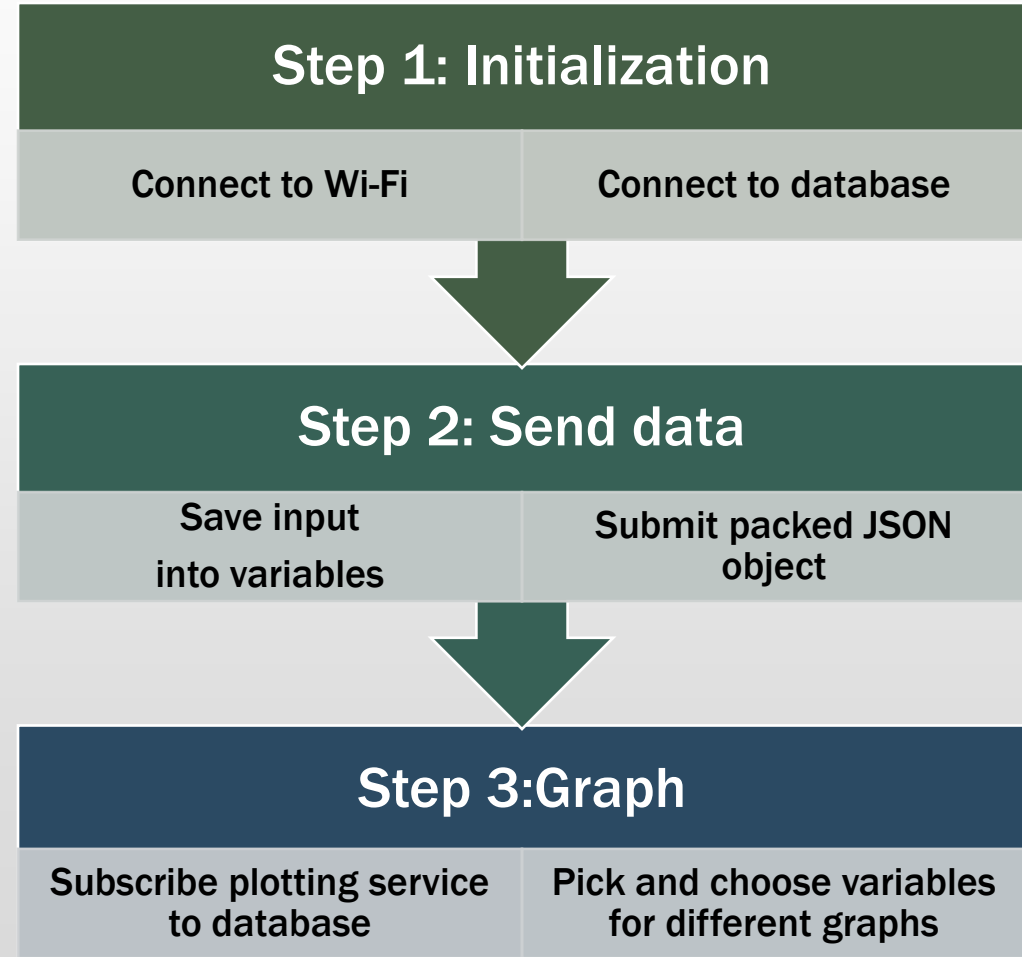 Step 1: Initialization
Connect to Wi-Fi
Connect to database
Step 2: Send data
Save input
into variables
Submit packed JSON
object
Step 3:Graph
Subscribe plotting service
to database
Pick and choose variables
for different graphs